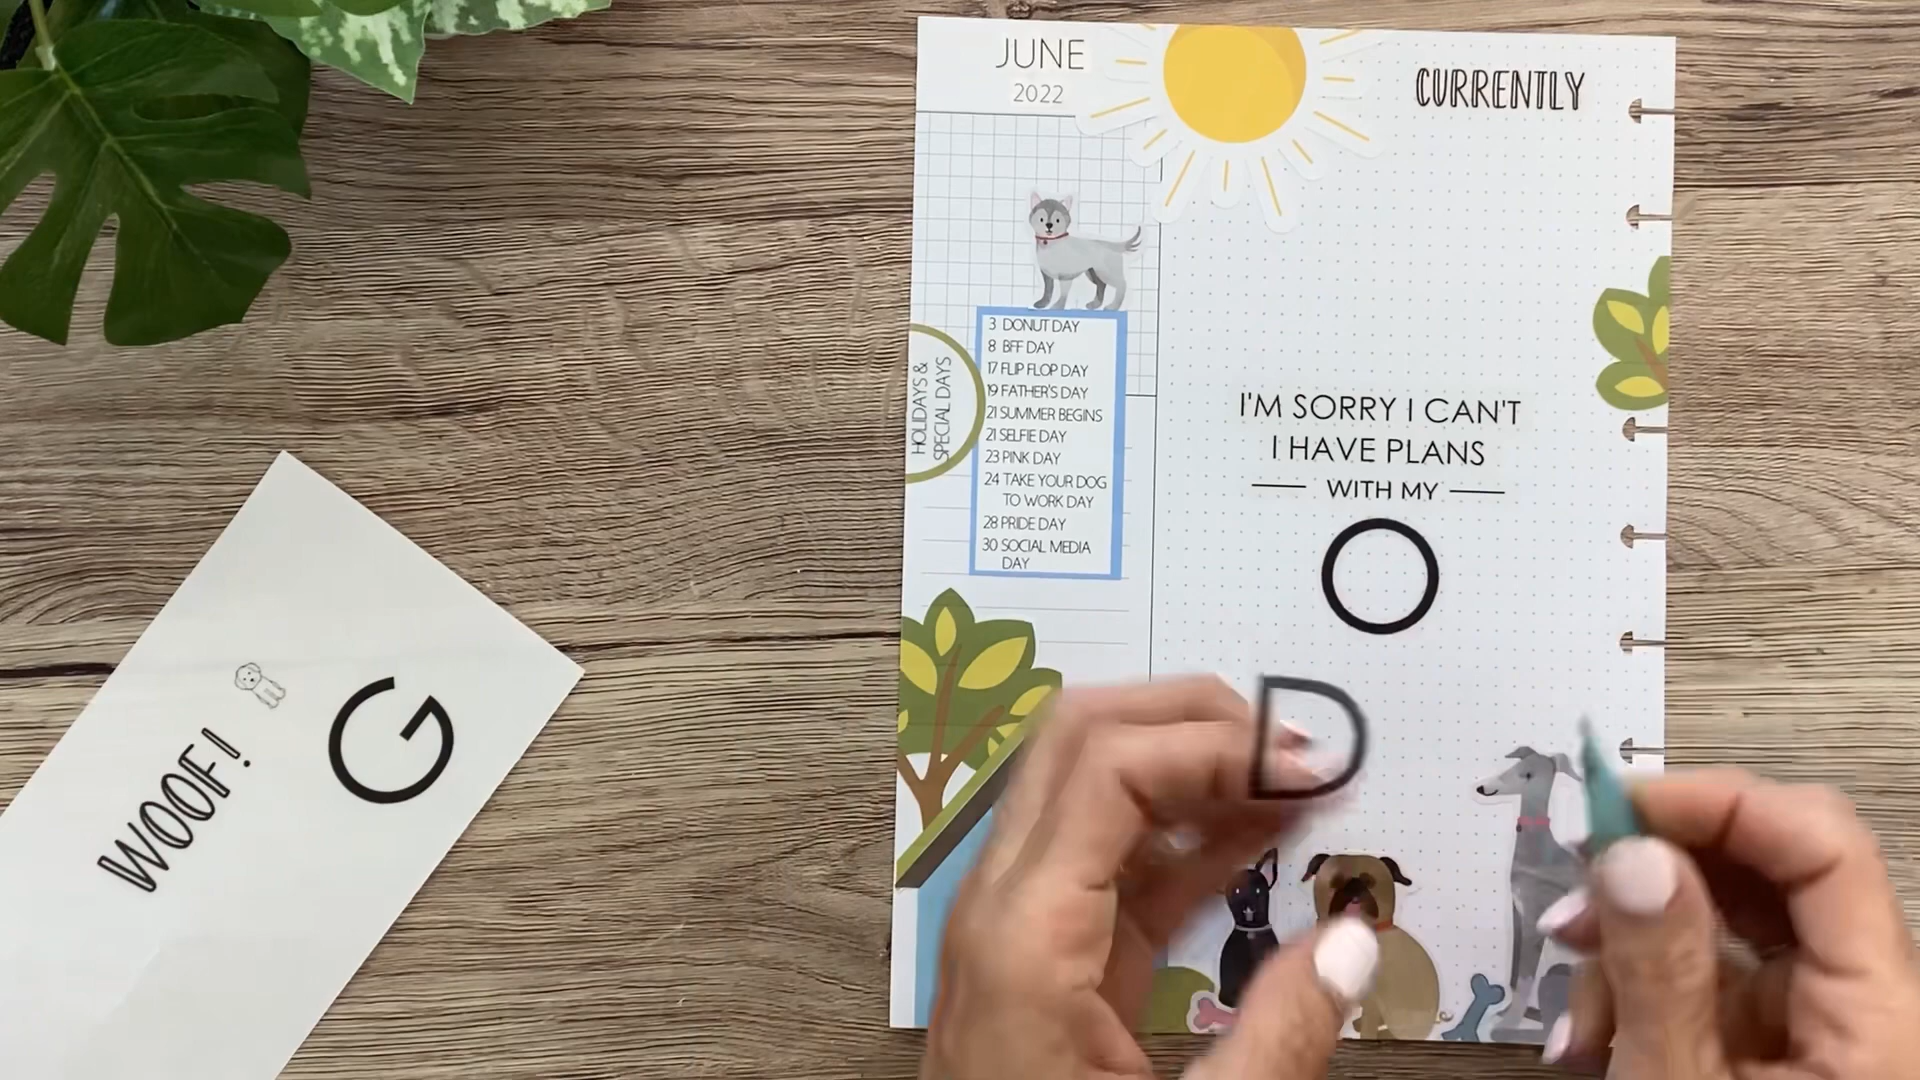 JUNE
2022
CURRENTLY
HOLIDAYS &
SPECIAL DAYS
3 DONUT DAY
8 BFF DAY
17 FLIP FLOP DAY
19 FATHER'S DAY
21 SUMMER BEGINS
21 SELFIE DAY
23 PINK DAY
24 TAKE YOUR DOG
TO WORK DAY
28 PRIDE DAY
30 SOCIAL MEDIA
DAY
I'M SORRY I CAN'T
I HAVE PLANS
WITH MY
O
D
G
WOOF!